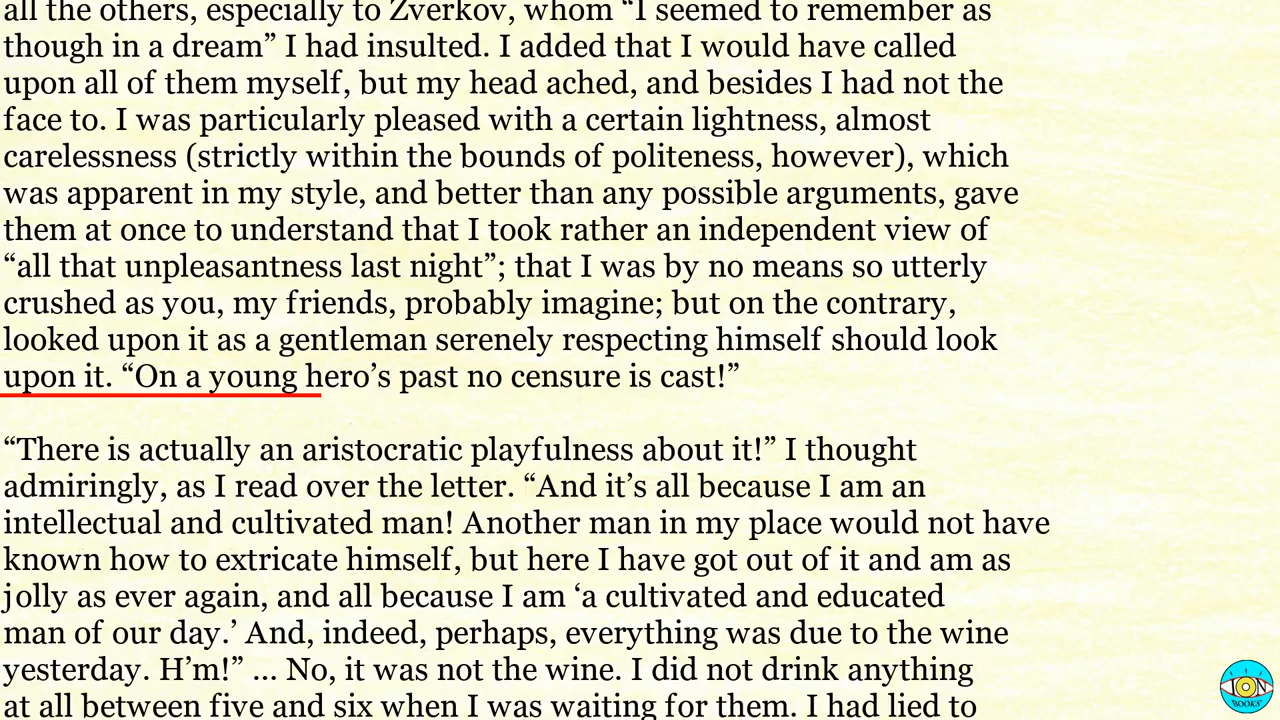 all the others, especially to Zverkov, whom “I seemed to remember as
though in a dream” I had insulted. I added that I would have called
upon all of them myself, but my head ached, and besides I had not the
face to. I was particularly pleased with a certain lightness, almost
carelessness (strictly within the bounds of politeness, however), which
was apparent in my style, and better than any possible arguments, gave
them at once to understand that I took rather an independent view of
“all that unpleasantness last night”; that I was by no means so utterly
crushed as you, my friends, probably imagine; but on the contrary,
looked upon it as a gentleman serenely respecting himself should look
upon it. “On a young hero’s past no censure is cast!”
“There is actually an aristocratic playfulness about it!” I thought
admiringly, as I read over the letter. “And it’s all because I am an
intellectual and cultivated man! Another man in my place would not have
known how to extricate himself, but here I have got out of it and am as
jolly as ever again, and all because I am ‘a cultivated and educated
man of our day.’ And, indeed, perhaps, everything was due to the wine
yesterday. H’m!” ... No, it was not the wine. I did not drink anything
at all between five and six when I was waiting for them. I had lied to
ION
BOOKS